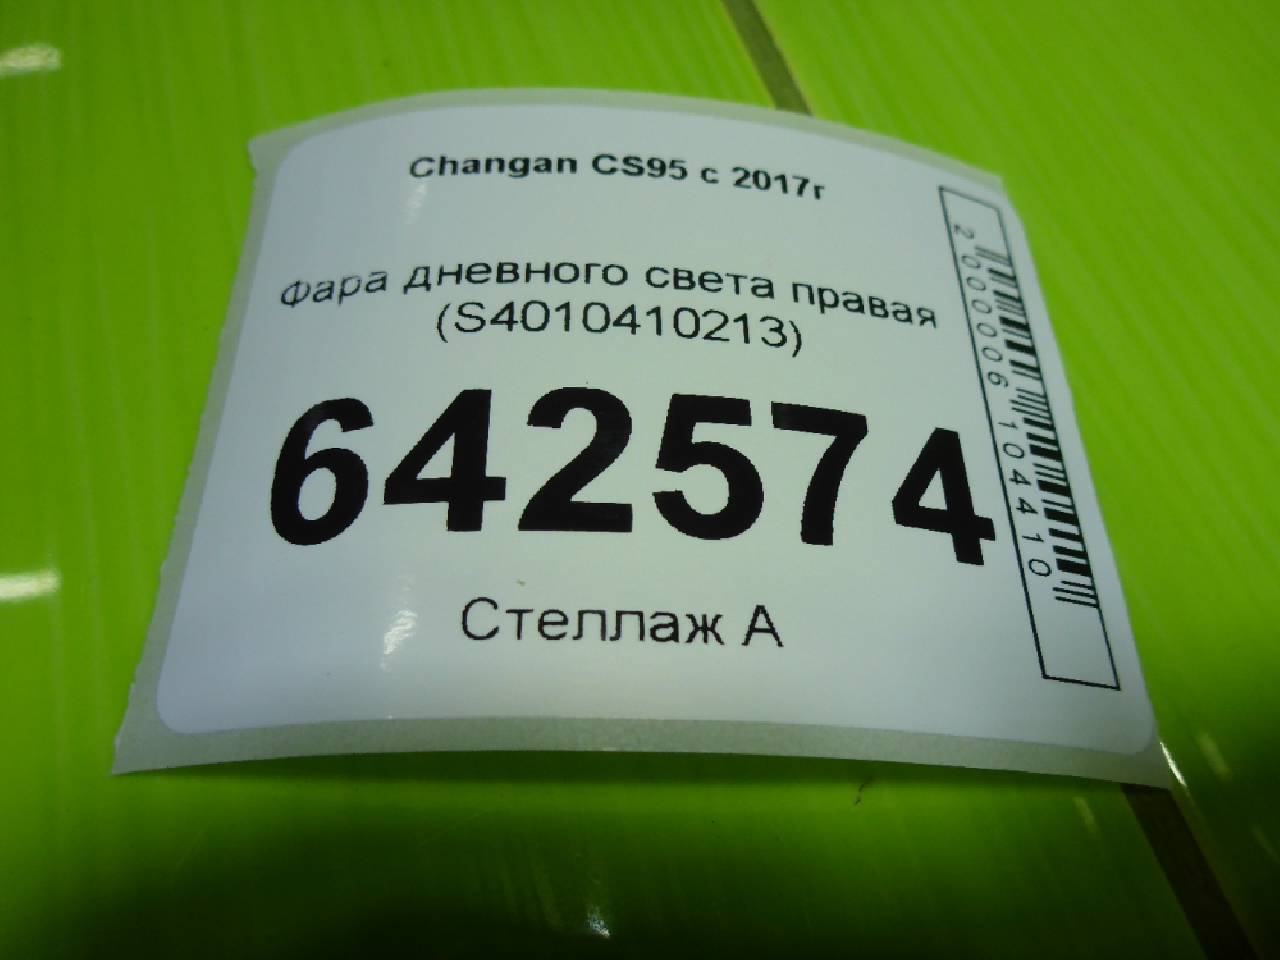 Changan CS95 с 2017г
Фара дневного света правая
(S4010410213)
642574
Стеллаж А
2000006104410